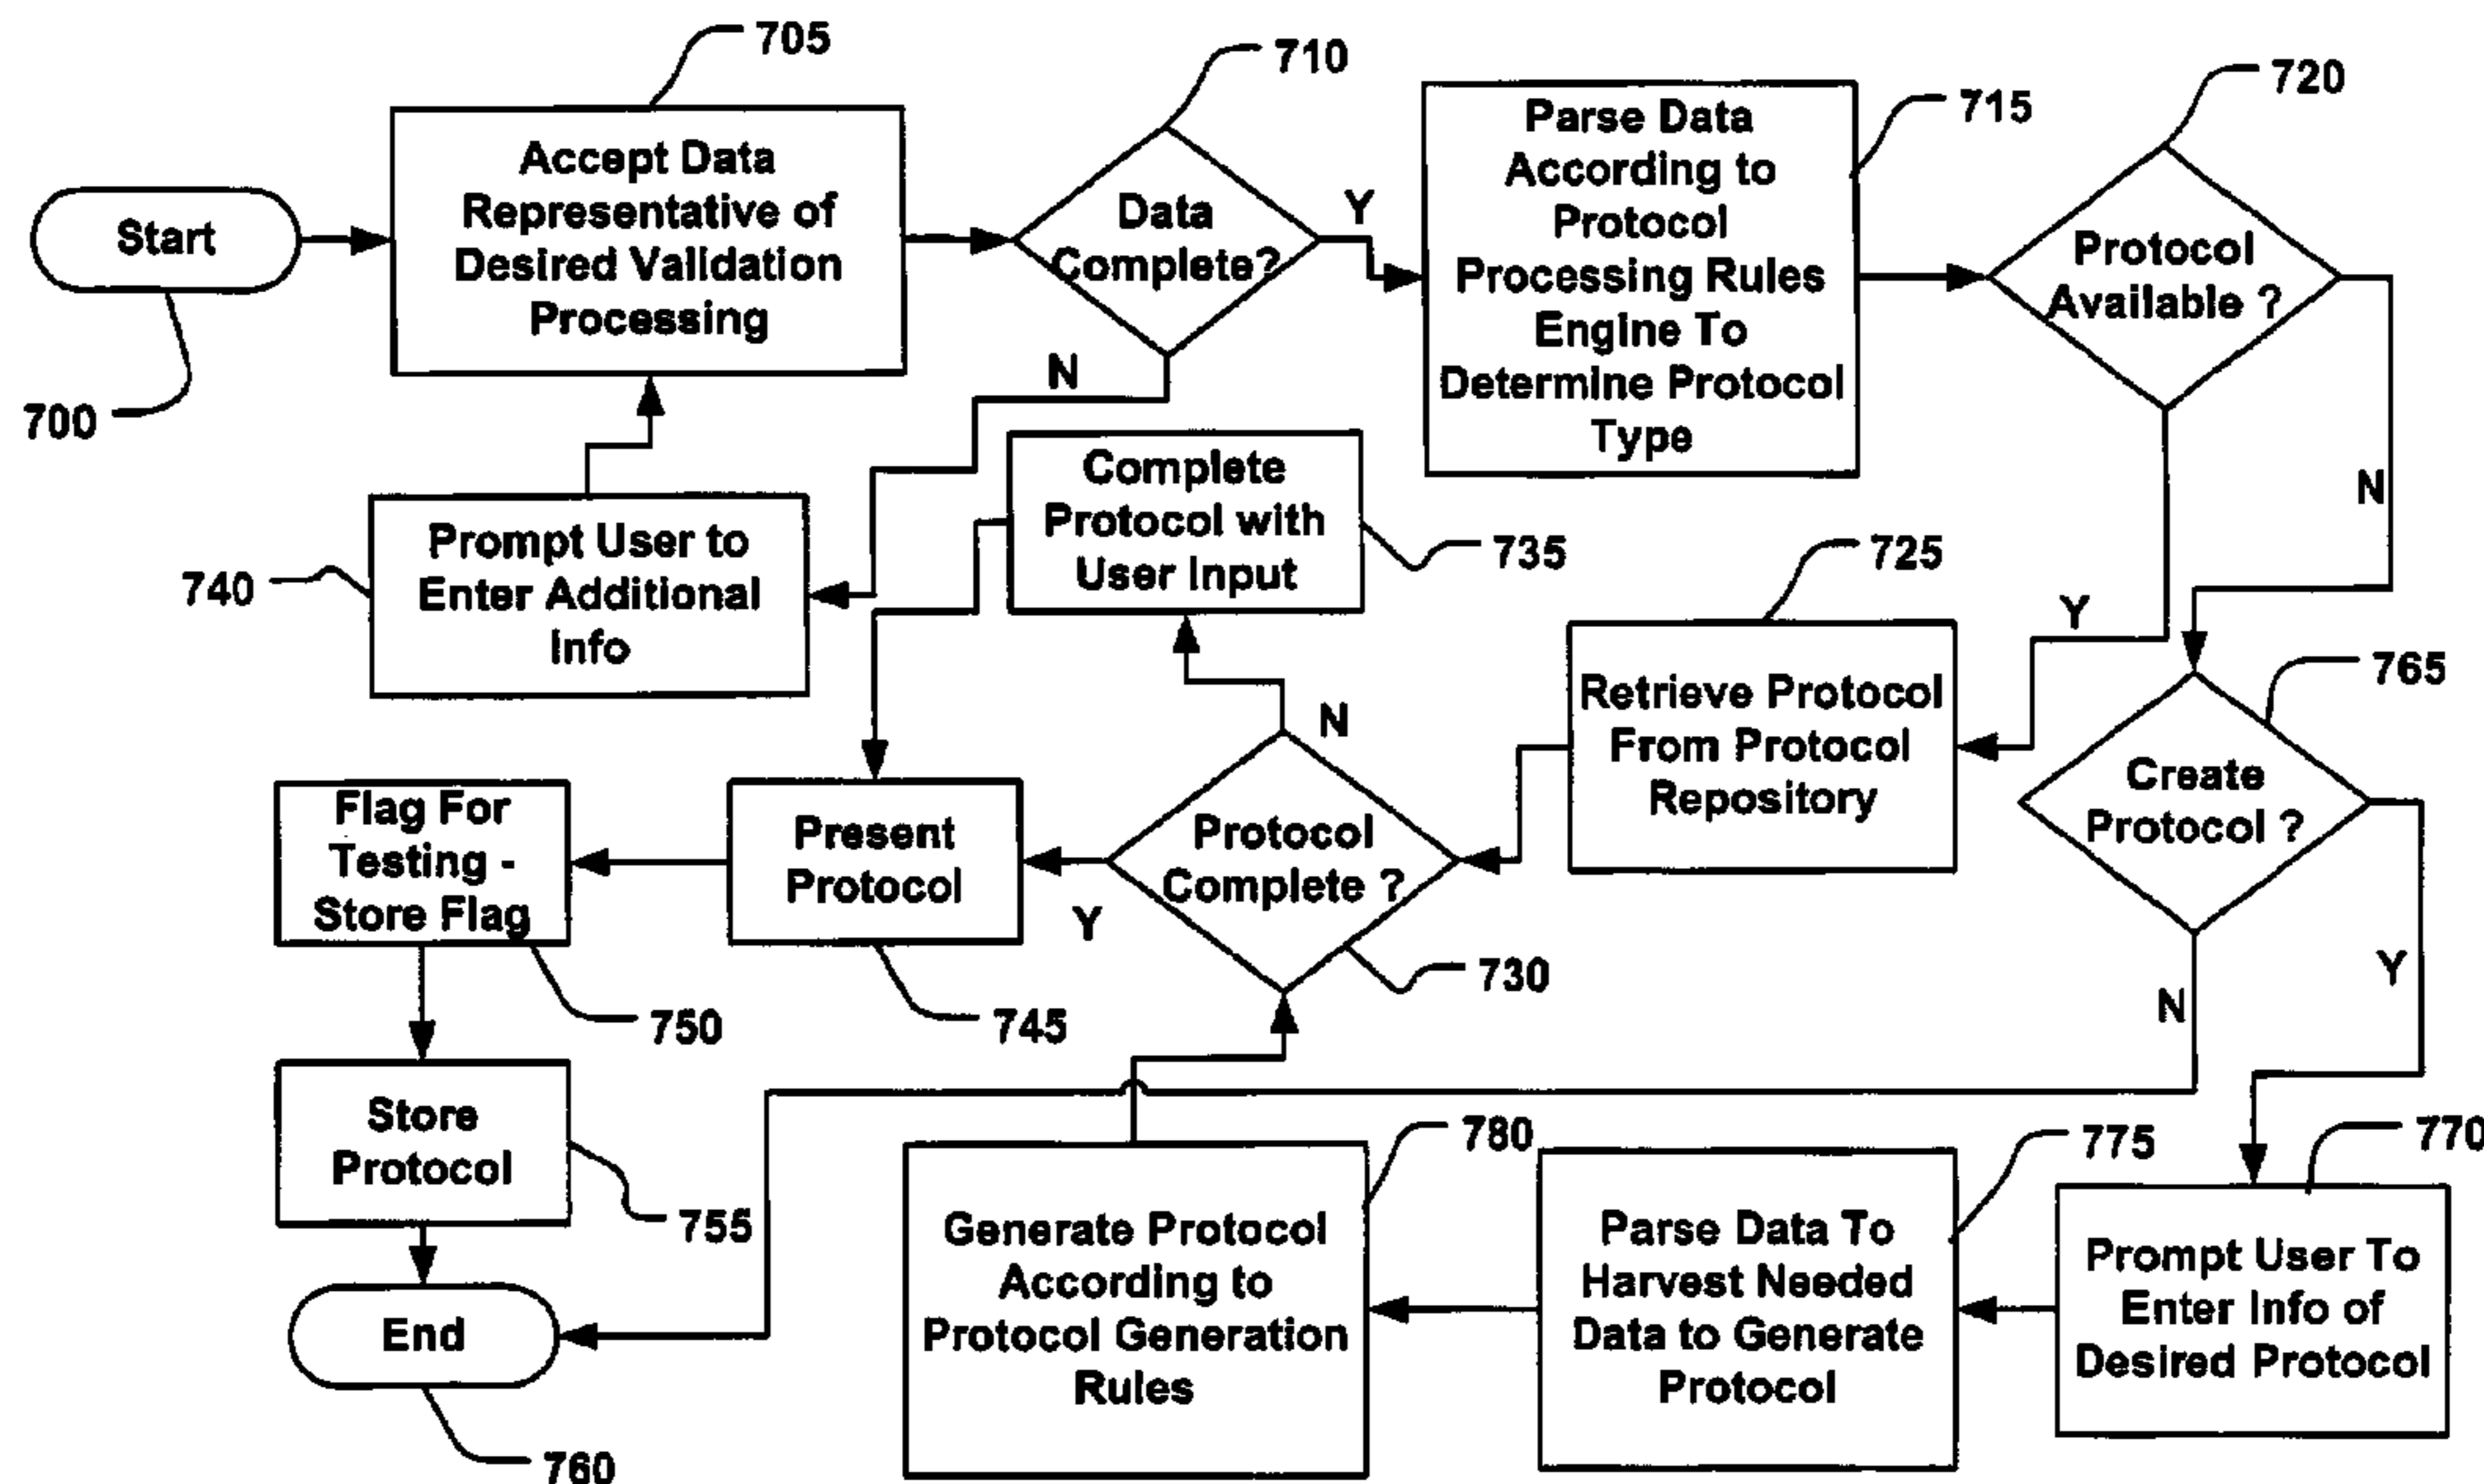 705
710
720
715
Start
Accept Data
Representative of
Desired Validation
Processing
Data
Complete?
Y
Parse Data
According to
Protocol
Processing Rules
Engine To
Determine Protocol
Type
Protocol
Available ?
N
N
700
Complete
Protocol with
User Input
735
725
740
Prompt User to
Enter Additional
Info
Y
765
Retrieve Protocol
From Protocol
Repository
N
Create
Protocol ?
Flag For
Testing -
Store Flag
Present
Protocol
Protocol
Complete ?
Y
730
N
Y
750
745
Store
Protocol
755
780
775
770
Generate Protocol
According to
Protocol Generation
Rules
Parse Data To
Harvest Needed
Data to Generate
Protocol
Prompt User To
Enter Info of
Desired Protocol
End
760